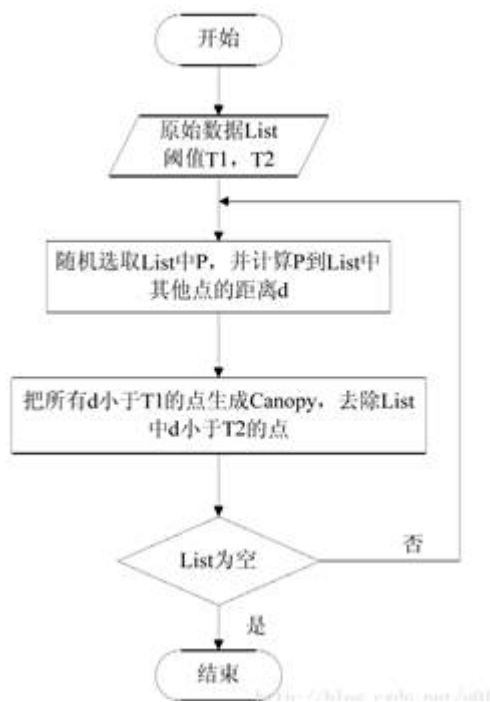 开始
原始数据List
阈值T1，T2
随机选取List中P，并计算P到List中
其他点的距离d
把所有d小于T1的点生成Canopy，去除List
中d小于T2的点
List为空
否
是
结束